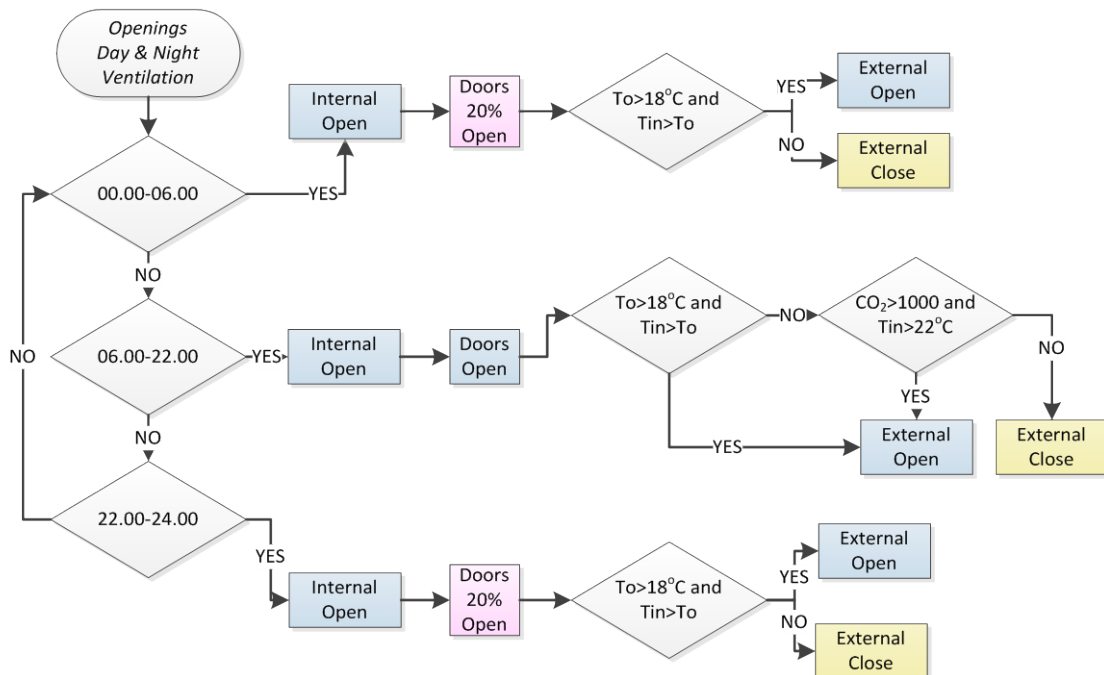 Openings
Day & Night
Ventilation
00.00-06.00
YES
Internal
Open
Doors
20%
Open
To>18°C and
Tin>To
YES
External
Open
NO
External
Close
NO
06.00-22.00
YES
Internal
Open
Doors
Open
To>18°C and
Tin>To
NO
CO₂>1000 and
Tin>22°C
NO
YES
YES
External
Open
External
Close
NO
NO
22.00-24.00
YES
Internal
Open
Doors
20%
Open
To>18°C and
Tin>To
YES
External
Open
NO
External
Close